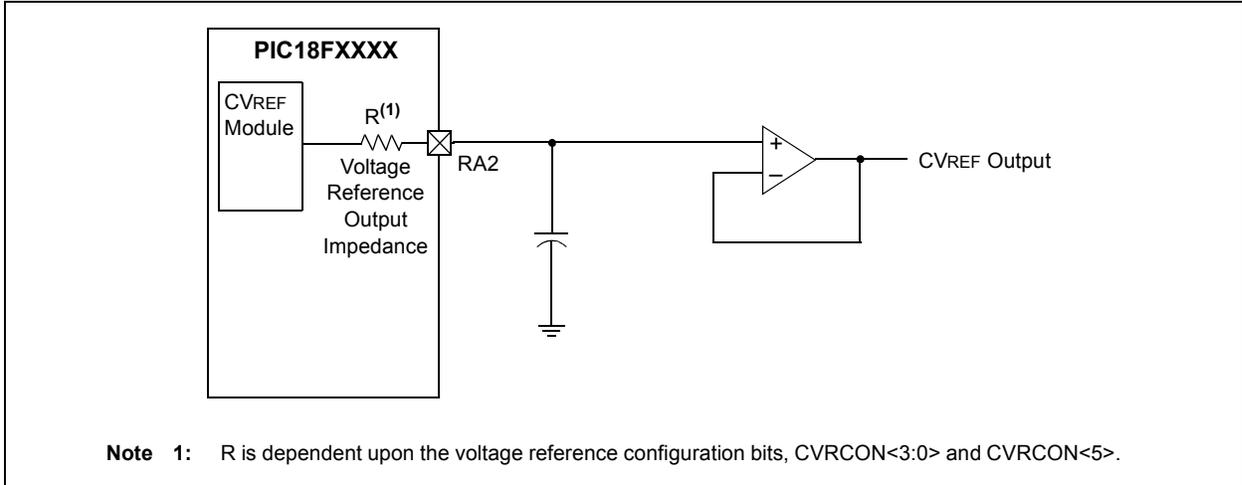 PIC18FXXXX
CVREF
Module
R(1)
Voltage
Reference
Output
Impedance
RA2
+
–
CVREF Output
Note 1: R is dependent upon the voltage reference configuration bits, CVRCON<3:0> and CVRCON<5>.